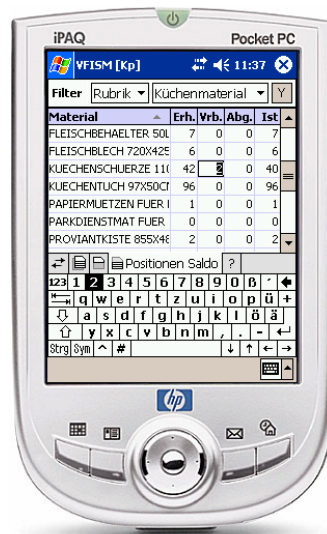 iPAQ Pocket PC
VFISM [Kp] 11:37
Filter Rubrik Küchenmaterial Y
Material Erh. Vrb. Abg. Ist
FLEISCHBEHAELTER 50L 7 0 0 7
FLEISCHBLECH 720X425 6 0 0 6
KUECHENSCHUERZE 110 42 2 0 40
KUECHENTUCH 97X50CM 96 0 0 96
PAPIERMUETZEN FUER 1 0 0 1
PARKDIENSTMAT FUER 0 0 0 0
PROVIANTKISTE 855X48 2 0 0 2
Positionen Saldo ?
123 1 2 3 4 5 6 7 8 9 0 ß ´
q w e r t z u i o p ü +
a s d f g h j k l ö ä
y x c v b n m , . -
Strg Sym ^ #
hp